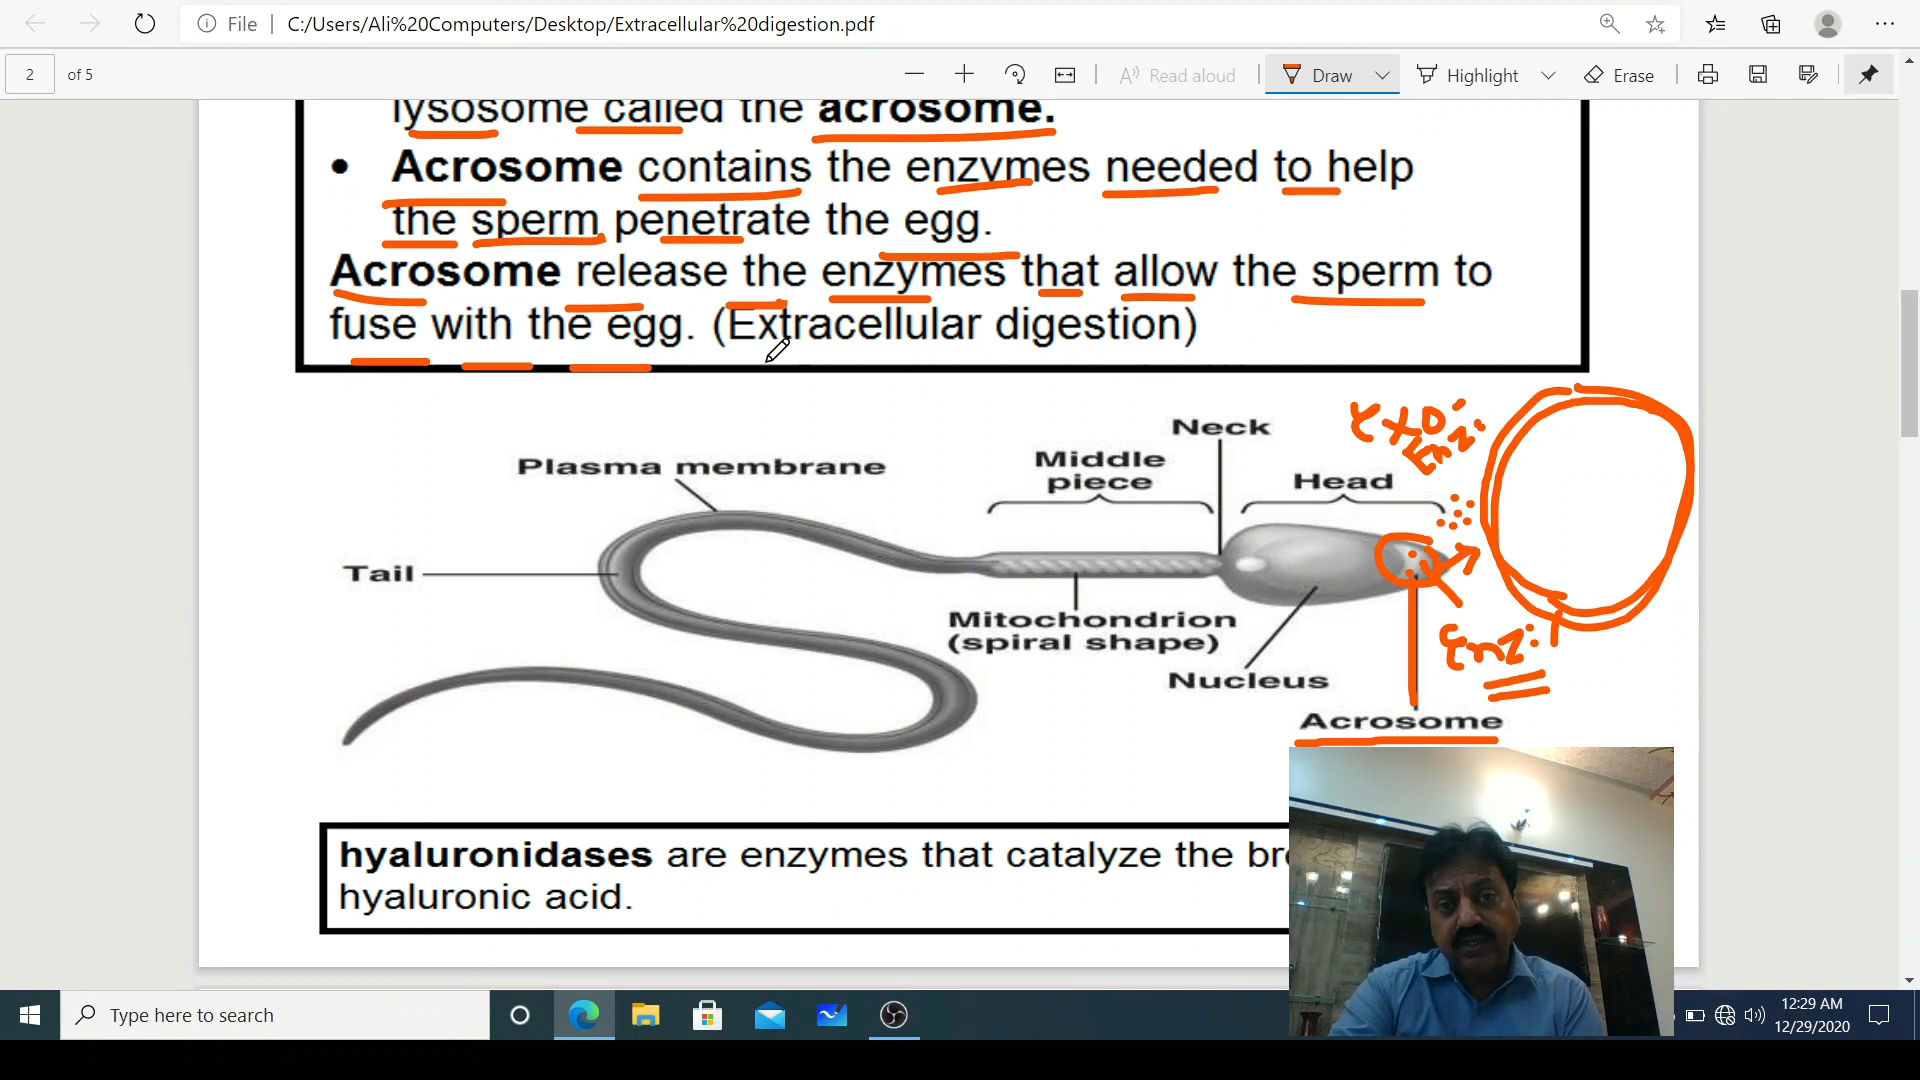 File C:/Users/Ali%20Computers/Desktop/Extracellular%20digestion.pdf
2 of 5 Read aloud Draw Highlight Erase
lysosome called the acrosome.
• Acrosome contains the enzymes needed to help
the sperm penetrate the egg.
Acrosome release the enzymes that allow the sperm to
fuse with the egg. (Extracellular digestion)
Neck
Plasma membrane
Middle
piece
Head
Tail
Mitochondrion
(spiral shape)
Enz:
Nucleus
Acrosome
hyaluronidases are enzymes that catalyze the
hyaluronic acid.
Type here to search
12:29 AM
12/29/2020